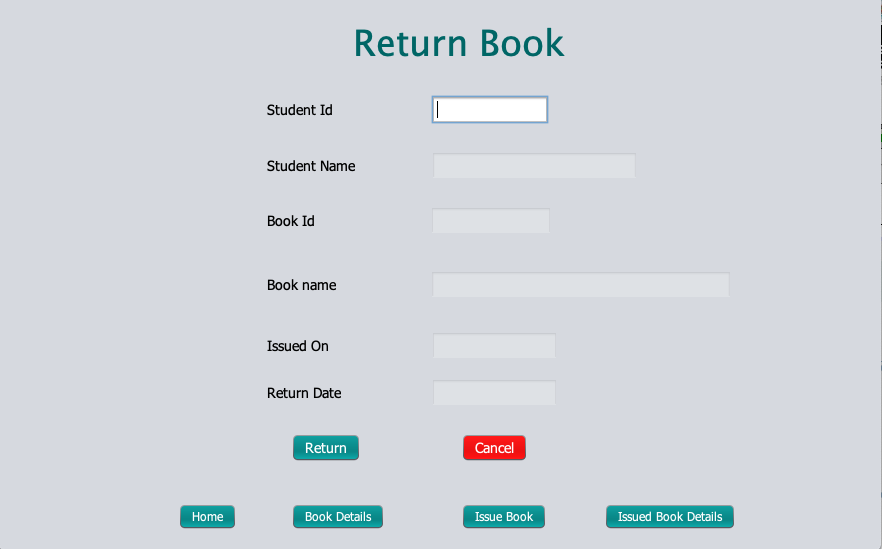 Return Book
Student Id
Student Name
Book Id
Book name
Issued On
Return Date
Return Cancel
Home Book Details Issue Book Issued Book Details